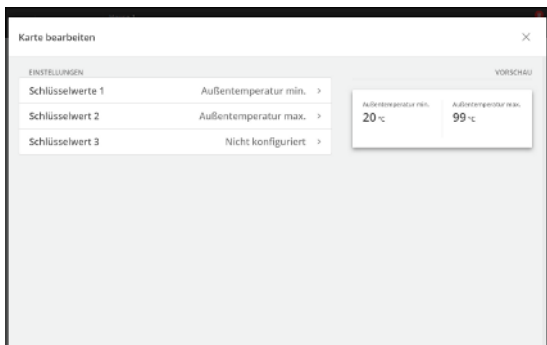 Karte bearbeiten
EINSTELLUNGEN
Schlüsselwerte 1 Außentemperatur min.
Schlüsselwert 2 Außentemperatur max.
Schlüsselwert 3 Nicht konfiguriert
VORSCHAU
Außentemperatur min. Außentemperatur max.
20 °C 99 °C